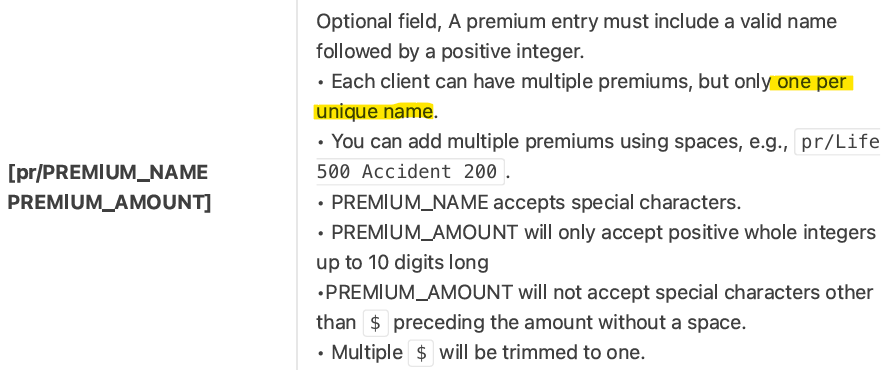 [pr/PREMIUM_NAME
PREMIUM_AMOUNT]
Optional field, A premium entry must include a valid name
followed by a positive integer.
• Each client can have multiple premiums, but only one per
unique name.
• You can add multiple premiums using spaces, e.g., pr/Life
500 Accident 200.
• PREMIUM_NAME accepts special characters.
• PREMIUM_AMOUNT will only accept positive whole integers
up to 10 digits long
•PREMIUM_AMOUNT will not accept special characters other
than $ preceding the amount without a space.
• Multiple $ will be trimmed to one.